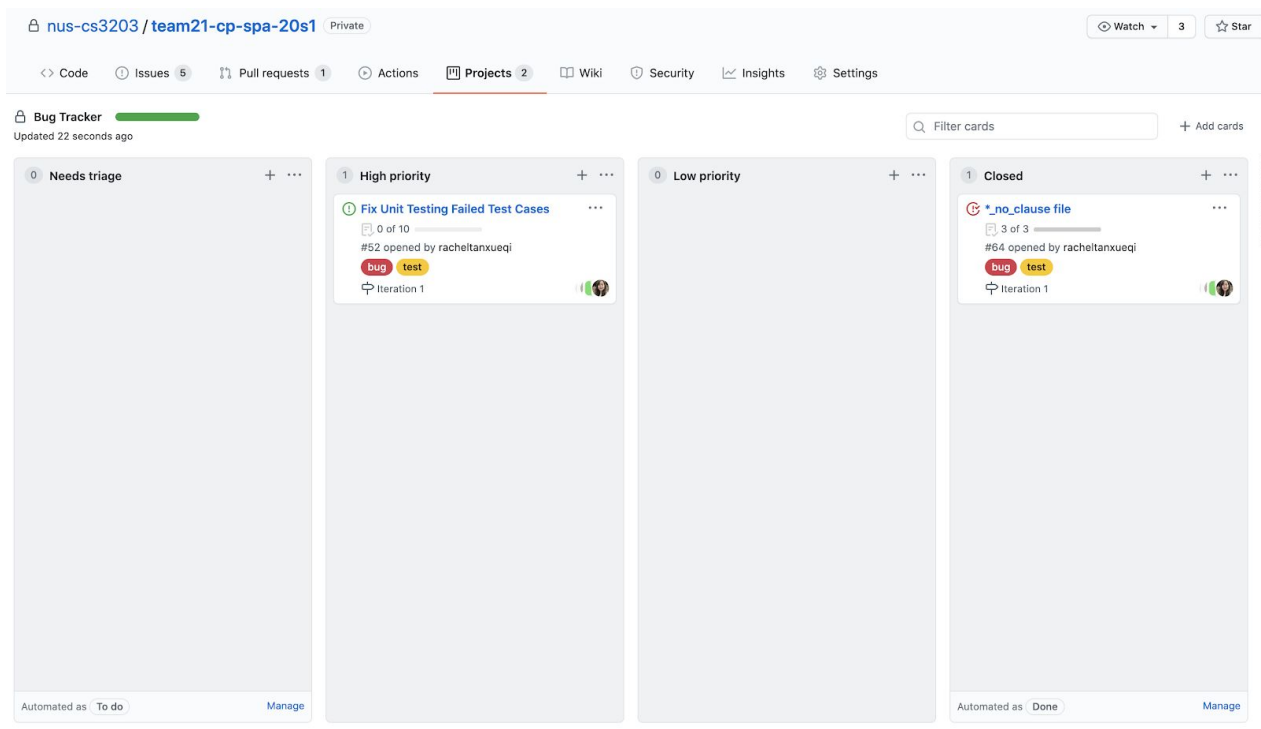 nus-cs3203 / team21-cp-spa-20s1 Private
Watch 3 Star
Code Issues 5 Pull requests 1 Actions Projects 2 Wiki Security Insights Settings
Bug Tracker
Updated 22 seconds ago
Filter cards
+ Add cards
0 Needs triage + ...
Automated as To do Manage
1 High priority + ...
Fix Unit Testing Failed Test Cases ...
0 of 10
#52 opened by racheltanxueqi
bug test
Iteration 1
0 Low priority + ...
1 Closed + ...
*_no_clause file ...
3 of 3
#64 opened by racheltanxueqi
bug test
Iteration 1
Automated as Done Manage